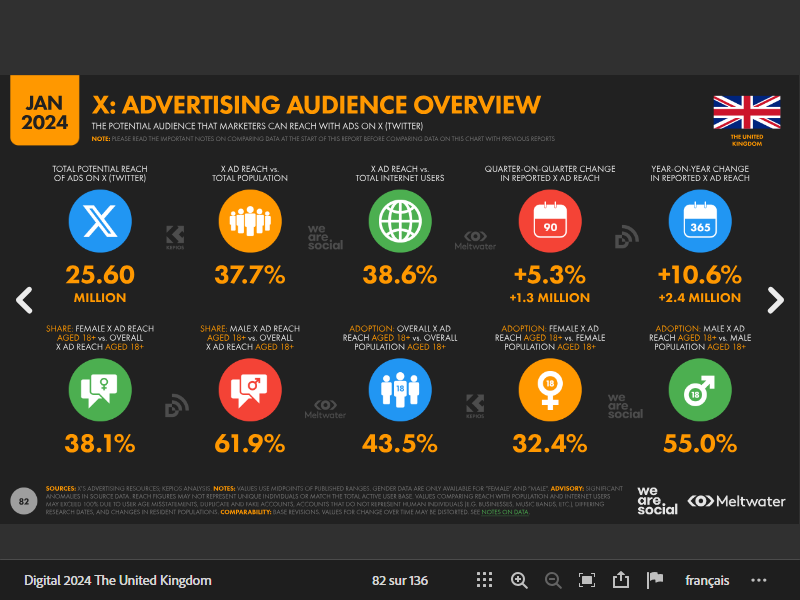 JAN
2024
X: ADVERTISING AUDIENCE OVERVIEW
THE POTENTIAL AUDIENCE THAT MARKETERS CAN REACH WITH ADS ON X (TWITTER)
NOTE: PLEASE READ THE IMPORTANT NOTES ON COMPARING DATA AT THE START OF THIS REPORT BEFORE COMPARING DATA ON THIS CHART WITH PREVIOUS REPORTS
THE UNITED
KINGDOM
TOTAL POTENTIAL REACH
OF ADS ON X (TWITTER)
25.60
MILLION
X AD REACH vs.
TOTAL POPULATION
37.7%
X AD REACH vs.
TOTAL INTERNET USERS
38.6%
QUARTER-ON-QUARTER CHANGE
IN REPORTED X AD REACH
90
+5.3%
+1.3 MILLION
YEAR-ON-YEAR CHANGE
IN REPORTED X AD REACH
365
+10.6%
+2.4 MILLION
KEPIOS
we
are.
social
Meltwater
SHARE: FEMALE X AD REACH
AGED 18+ vs. OVERALL
X AD REACH AGED 18+
38.1%
SHARE: MALE X AD REACH
AGED 18+ vs. OVERALL
X AD REACH AGED 18+
61.9%
ADOPTION: OVERALL X AD
REACH AGED 18+ vs. OVERALL
POPULATION AGED 18+
18
43.5%
ADOPTION: FEMALE X AD
REACH AGED 18+ vs. FEMALE
POPULATION AGED 18+
18
32.4%
ADOPTION: MALE X AD
REACH AGED 18+ vs. MALE
POPULATION AGED 18+
18
55.0%
Meltwater
KEPIOS
we
are.
social
82
SOURCES: X'S ADVERTISING RESOURCES; KEPIOS ANALYSIS. NOTES: VALUES USE MIDPOINTS OF PUBLISHED RANGES. GENDER DATA ARE ONLY AVAILABLE FOR "FEMALE" AND "MALE". ADVISORY: SIGNIFICANT
ANOMALIES IN SOURCE DATA. REACH FIGURES MAY NOT REPRESENT UNIQUE INDIVIDUALS OR MATCH THE TOTAL ACTIVE USER BASE. VALUES COMPARING REACH WITH POPULATION AND INTERNET USERS
MAY EXCEED 100% DUE TO USER AGE MISSTATEMENTS, DUPLICATE AND FAKE ACCOUNTS, ACCOUNTS THAT DO NOT REPRESENT HUMAN INDIVIDUALS (E.G. BUSINESSES, MUSIC BANDS, ETC.), DIFFERING
RESEARCH DATES, AND CHANGES IN RESIDENT POPULATIONS. COMPARABILITY: BASE REVISIONS. VALUES FOR CHANGE OVER TIME MAY BE DISTORTED. SEE NOTES ON DATA.
we
are.
social
Meltwater
Digital 2024 The United Kingdom
82 sur 136
français